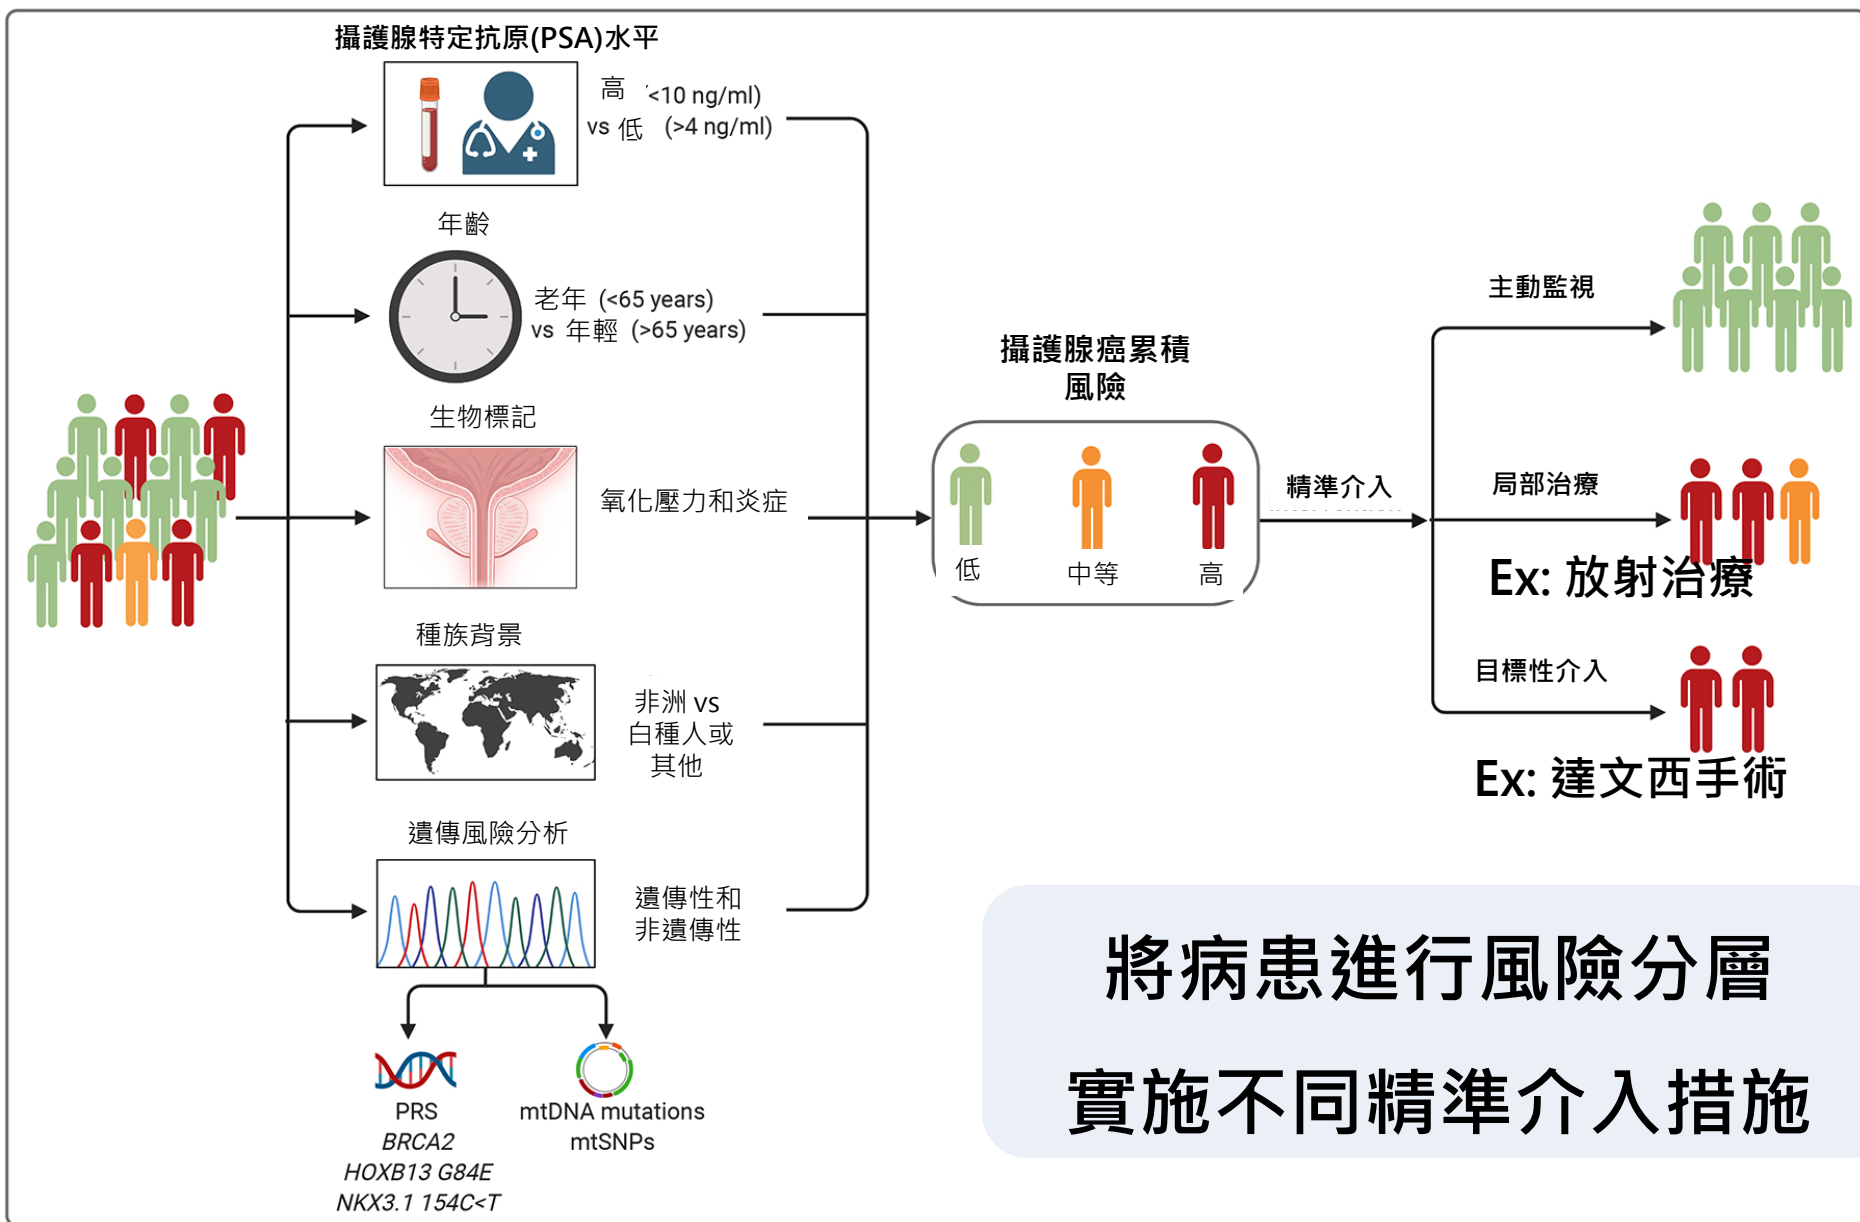 攝護腺特定抗原(PSA)水平
高 <10 ng/ml)
vs 低 (>4 ng/ml)
年齡
老年 (<65 years)
vs 年輕 (>65 years)
生物標記
氧化壓力和炎症
種族背景
非洲 vs
白種人或
其他
遺傳風險分析
遺傳性和
非遺傳性
PRS
BRCA2
HOXB13 G84E
NKX3.1 154C<T
mtDNA mutations
mtSNPs
攝護腺癌累積
風險
低
中等
高
精準介入
主動監視
局部治療
Ex: 放射治療
目標性介入
Ex: 達文西手術
將病患進行風險分層
實施不同精準介入措施